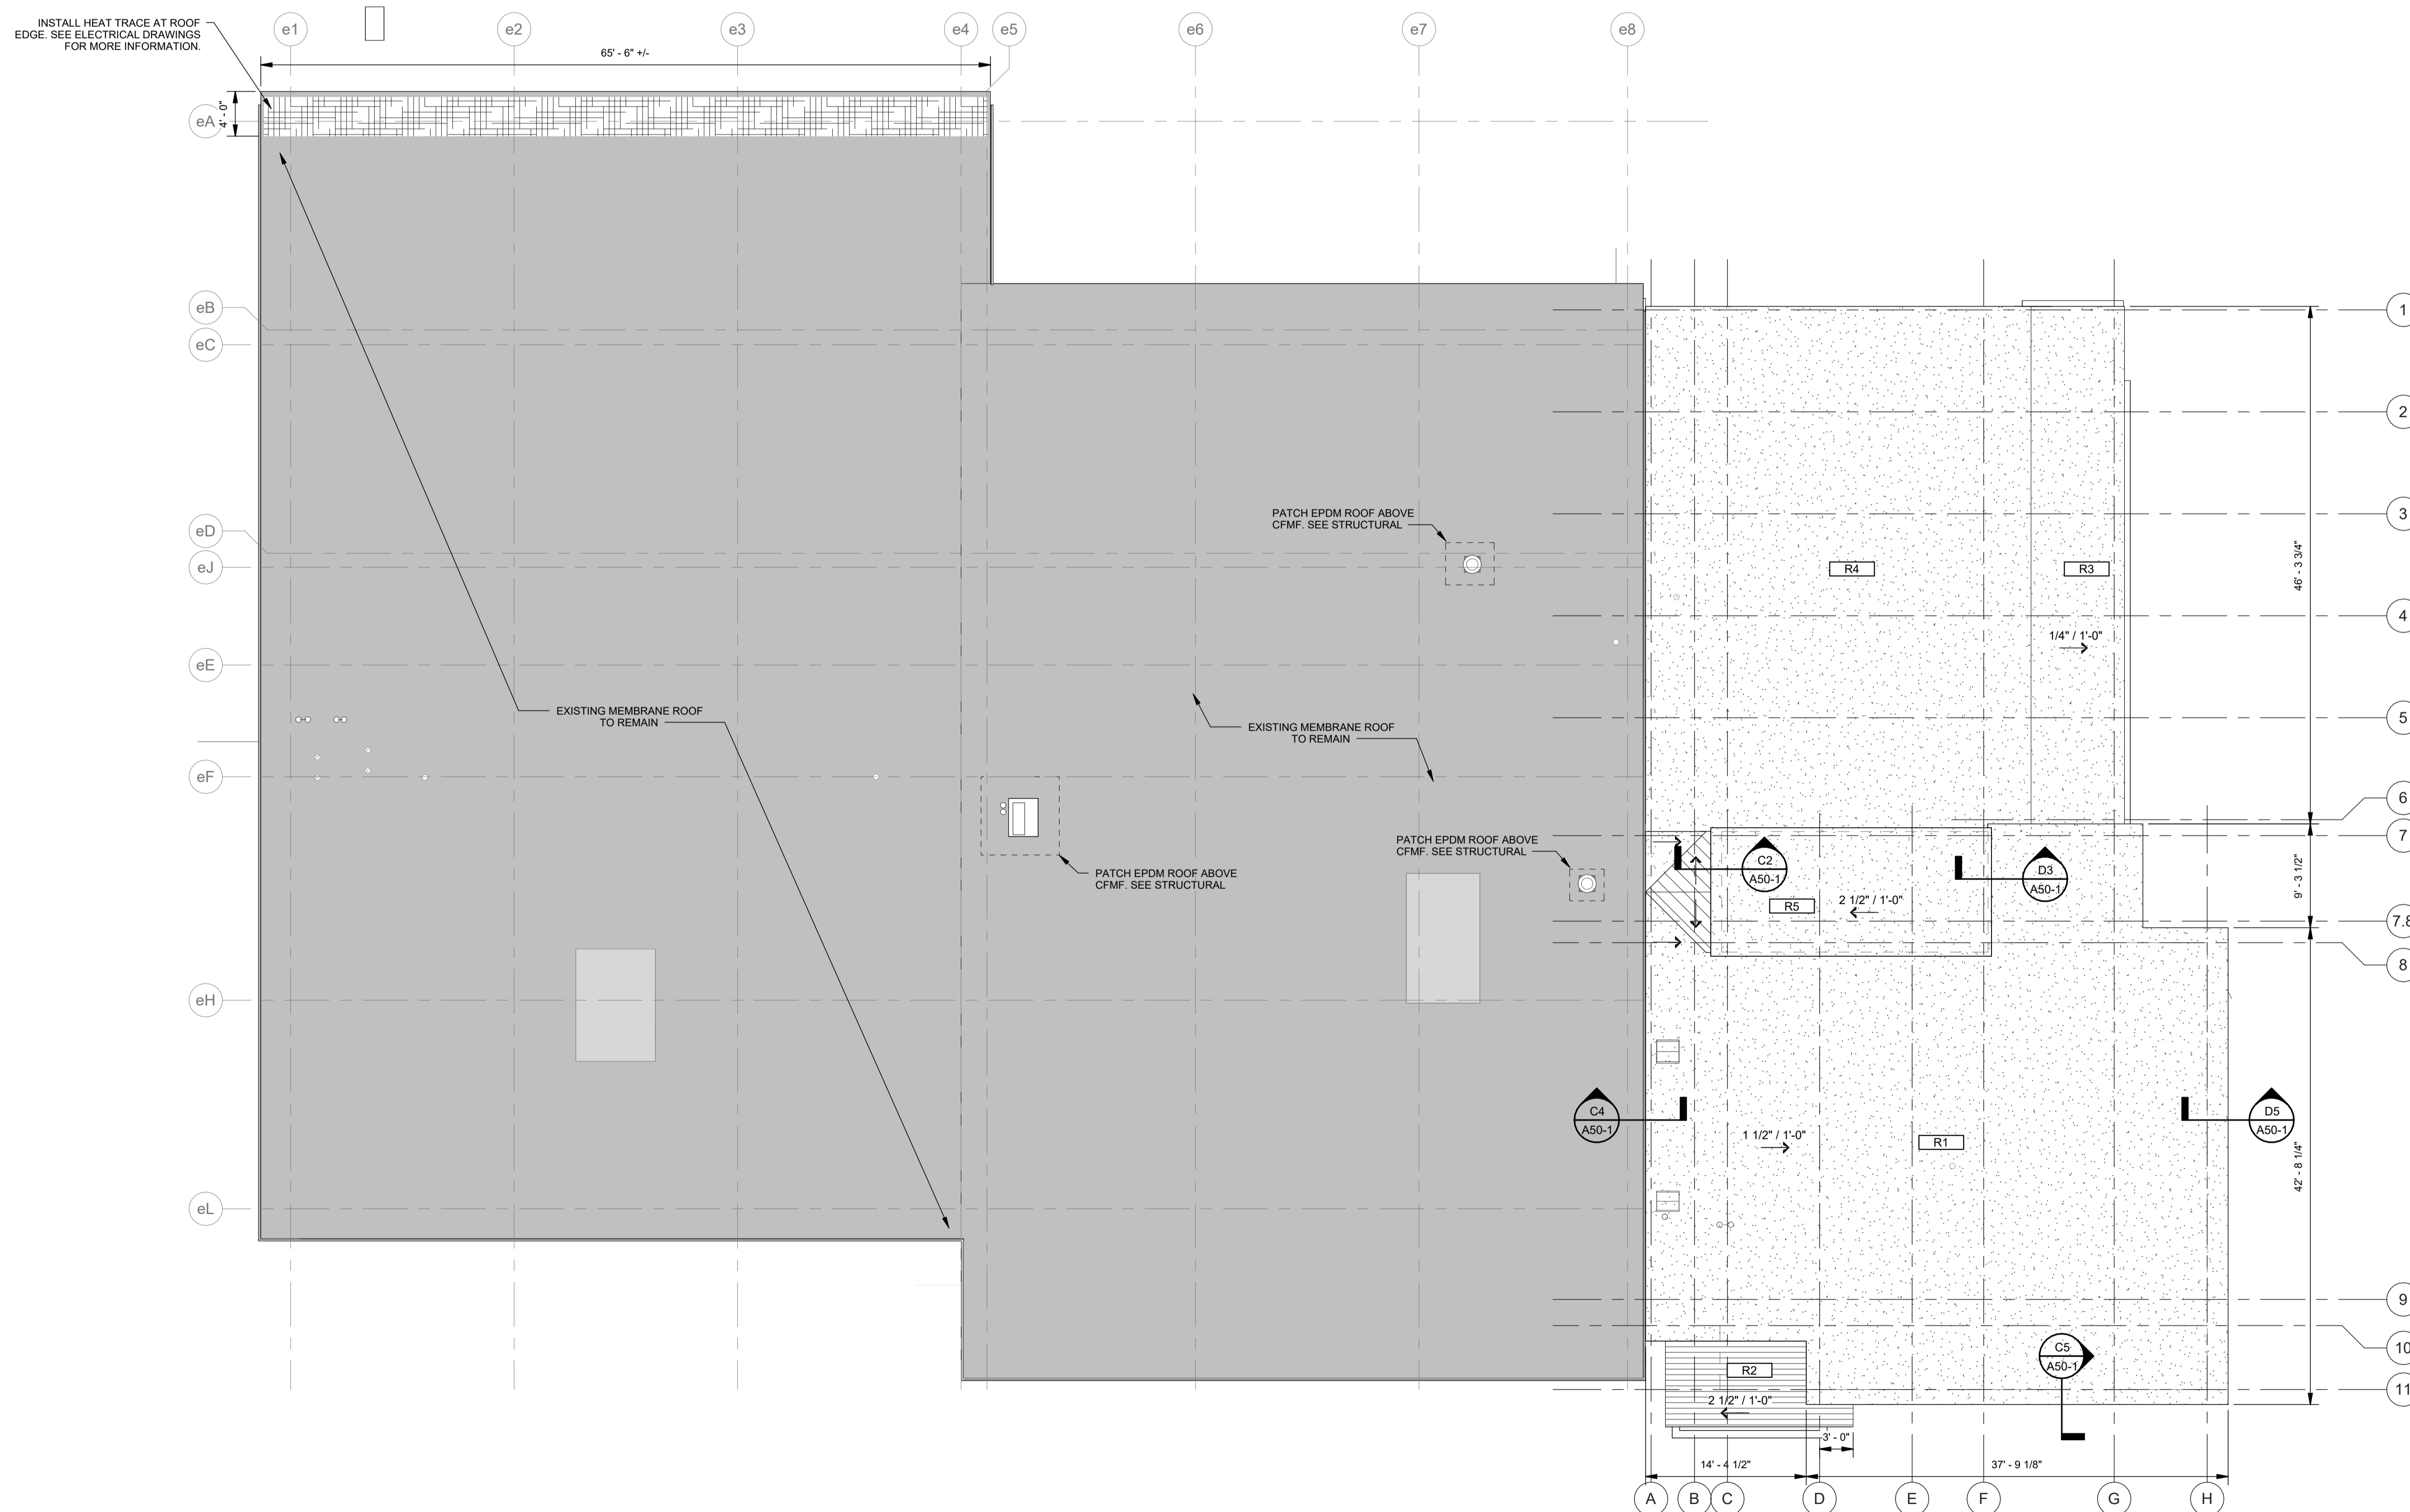 INSTALL HEAT TRACE AT ROOF
EDGE. SEE ELECTRICAL DRAWINGS
FOR MORE INFORMATION.
e1
e2
e3
e4
e5
e6
e7
e8
65' - 6" +/-
4' - 0"
eA
eB
eC
eD
eJ
eE
eF
eH
eL
PATCH EPDM ROOF ABOVE
CFMF. SEE STRUCTURAL
EXISTING MEMBRANE ROOF
TO REMAIN
EXISTING MEMBRANE ROOF
TO REMAIN
PATCH EPDM ROOF ABOVE
CFMF. SEE STRUCTURAL
PATCH EPDM ROOF ABOVE
CFMF. SEE STRUCTURAL
R4
R3
1/4" / 1'-0"
C2
A50-1
D3
A50-1
R5
2 1/2" / 1'-0"
C4
A50-1
1 1/2" / 1'-0"
R1
D5
A50-1
C5
A50-1
R2
2 1/2" / 1'-0"
3' - 0"
14' - 4 1/2"
37' - 9 1/8"
46' - 3 3/4"
9' - 3 1/2"
42' - 8 1/4"
1
2
3
4
5
6
7
7.8
8
9
10
11
A
B
C
D
E
F
G
H